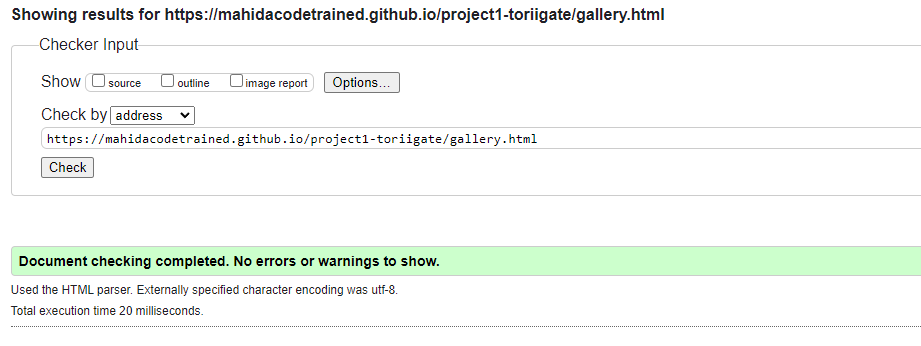 Showing results for https://mahidacodetrained.github.io/project1-toriigate/gallery.html
Checker Input
Show source outline image report Options...
Check by address
https://mahidacodetrained.github.io/project1-toriigate/gallery.html
Check
Document checking completed. No errors or warnings to show.
Used the HTML parser. Externally specified character encoding was utf-8.
Total execution time 20 milliseconds.